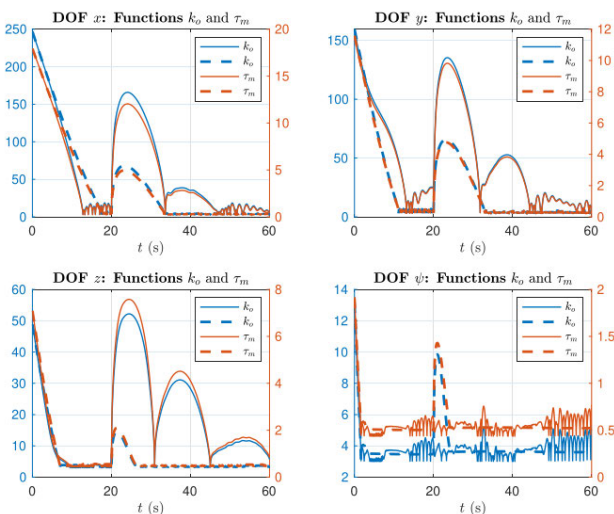 DOF x: Functions k_o and τ_m
250
200
150
100
50
0
20
15
10
5
0
k_o
k_o
τ_m
τ_m
0 20 40 60
t (s)
DOF y: Functions k_o and τ_m
150
100
50
0
12
10
8
6
4
2
0
k_o
k_o
τ_m
τ_m
0 20 40 60
t (s)
DOF z: Functions k_o and τ_m
60
50
40
30
20
10
0
8
6
4
2
0
k_o
k_o
τ_m
τ_m
0 20 40 60
t (s)
DOF ψ: Functions k_o and τ_m
14
12
10
8
6
4
2
2
1.5
1
0.5
0
k_o
k_o
τ_m
τ_m
0 20 40 60
t (s)